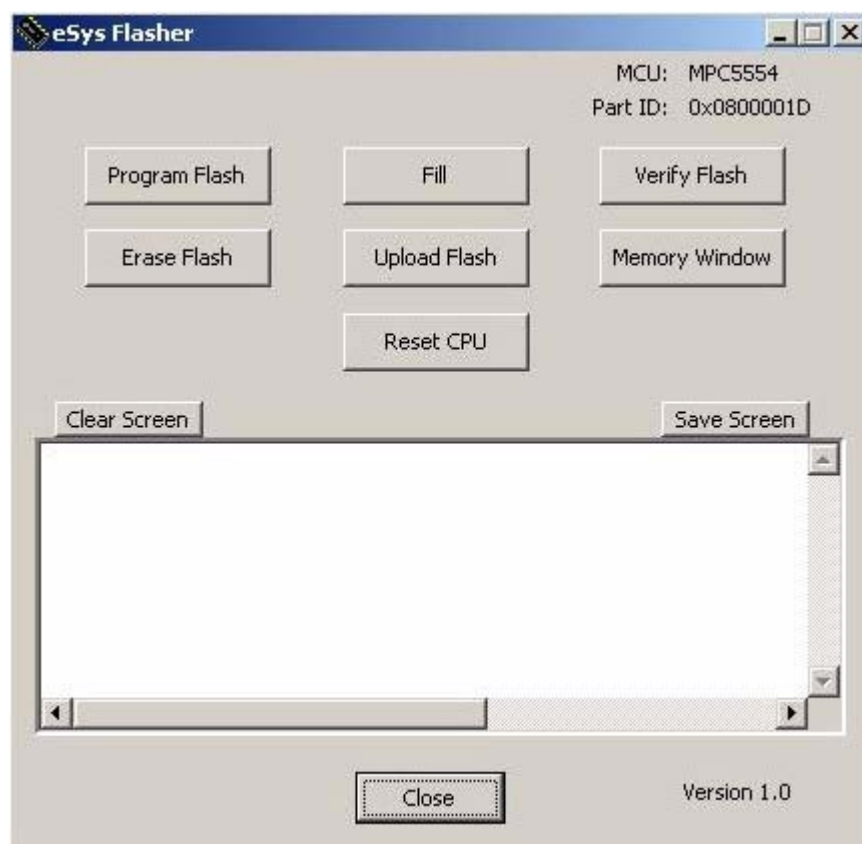 eSys Flasher
MCU: MPC5554
Part ID: 0x0800001D
Program Flash Fill Verify Flash
Erase Flash Upload Flash Memory Window
Reset CPU
Clear Screen Save Screen
Close Version 1.0